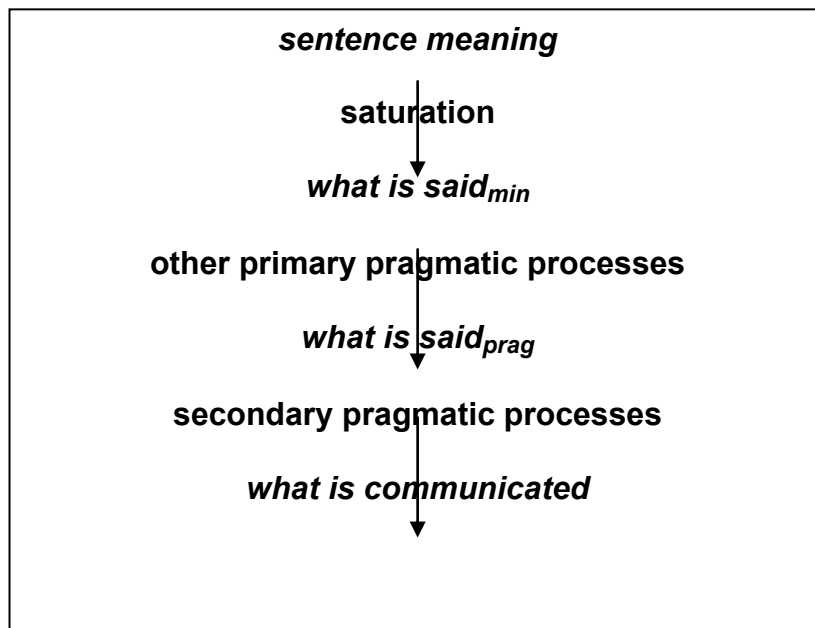 sentence meaning
saturation
what is said_min
other primary pragmatic processes
what is said_prag
secondary pragmatic processes
what is communicated